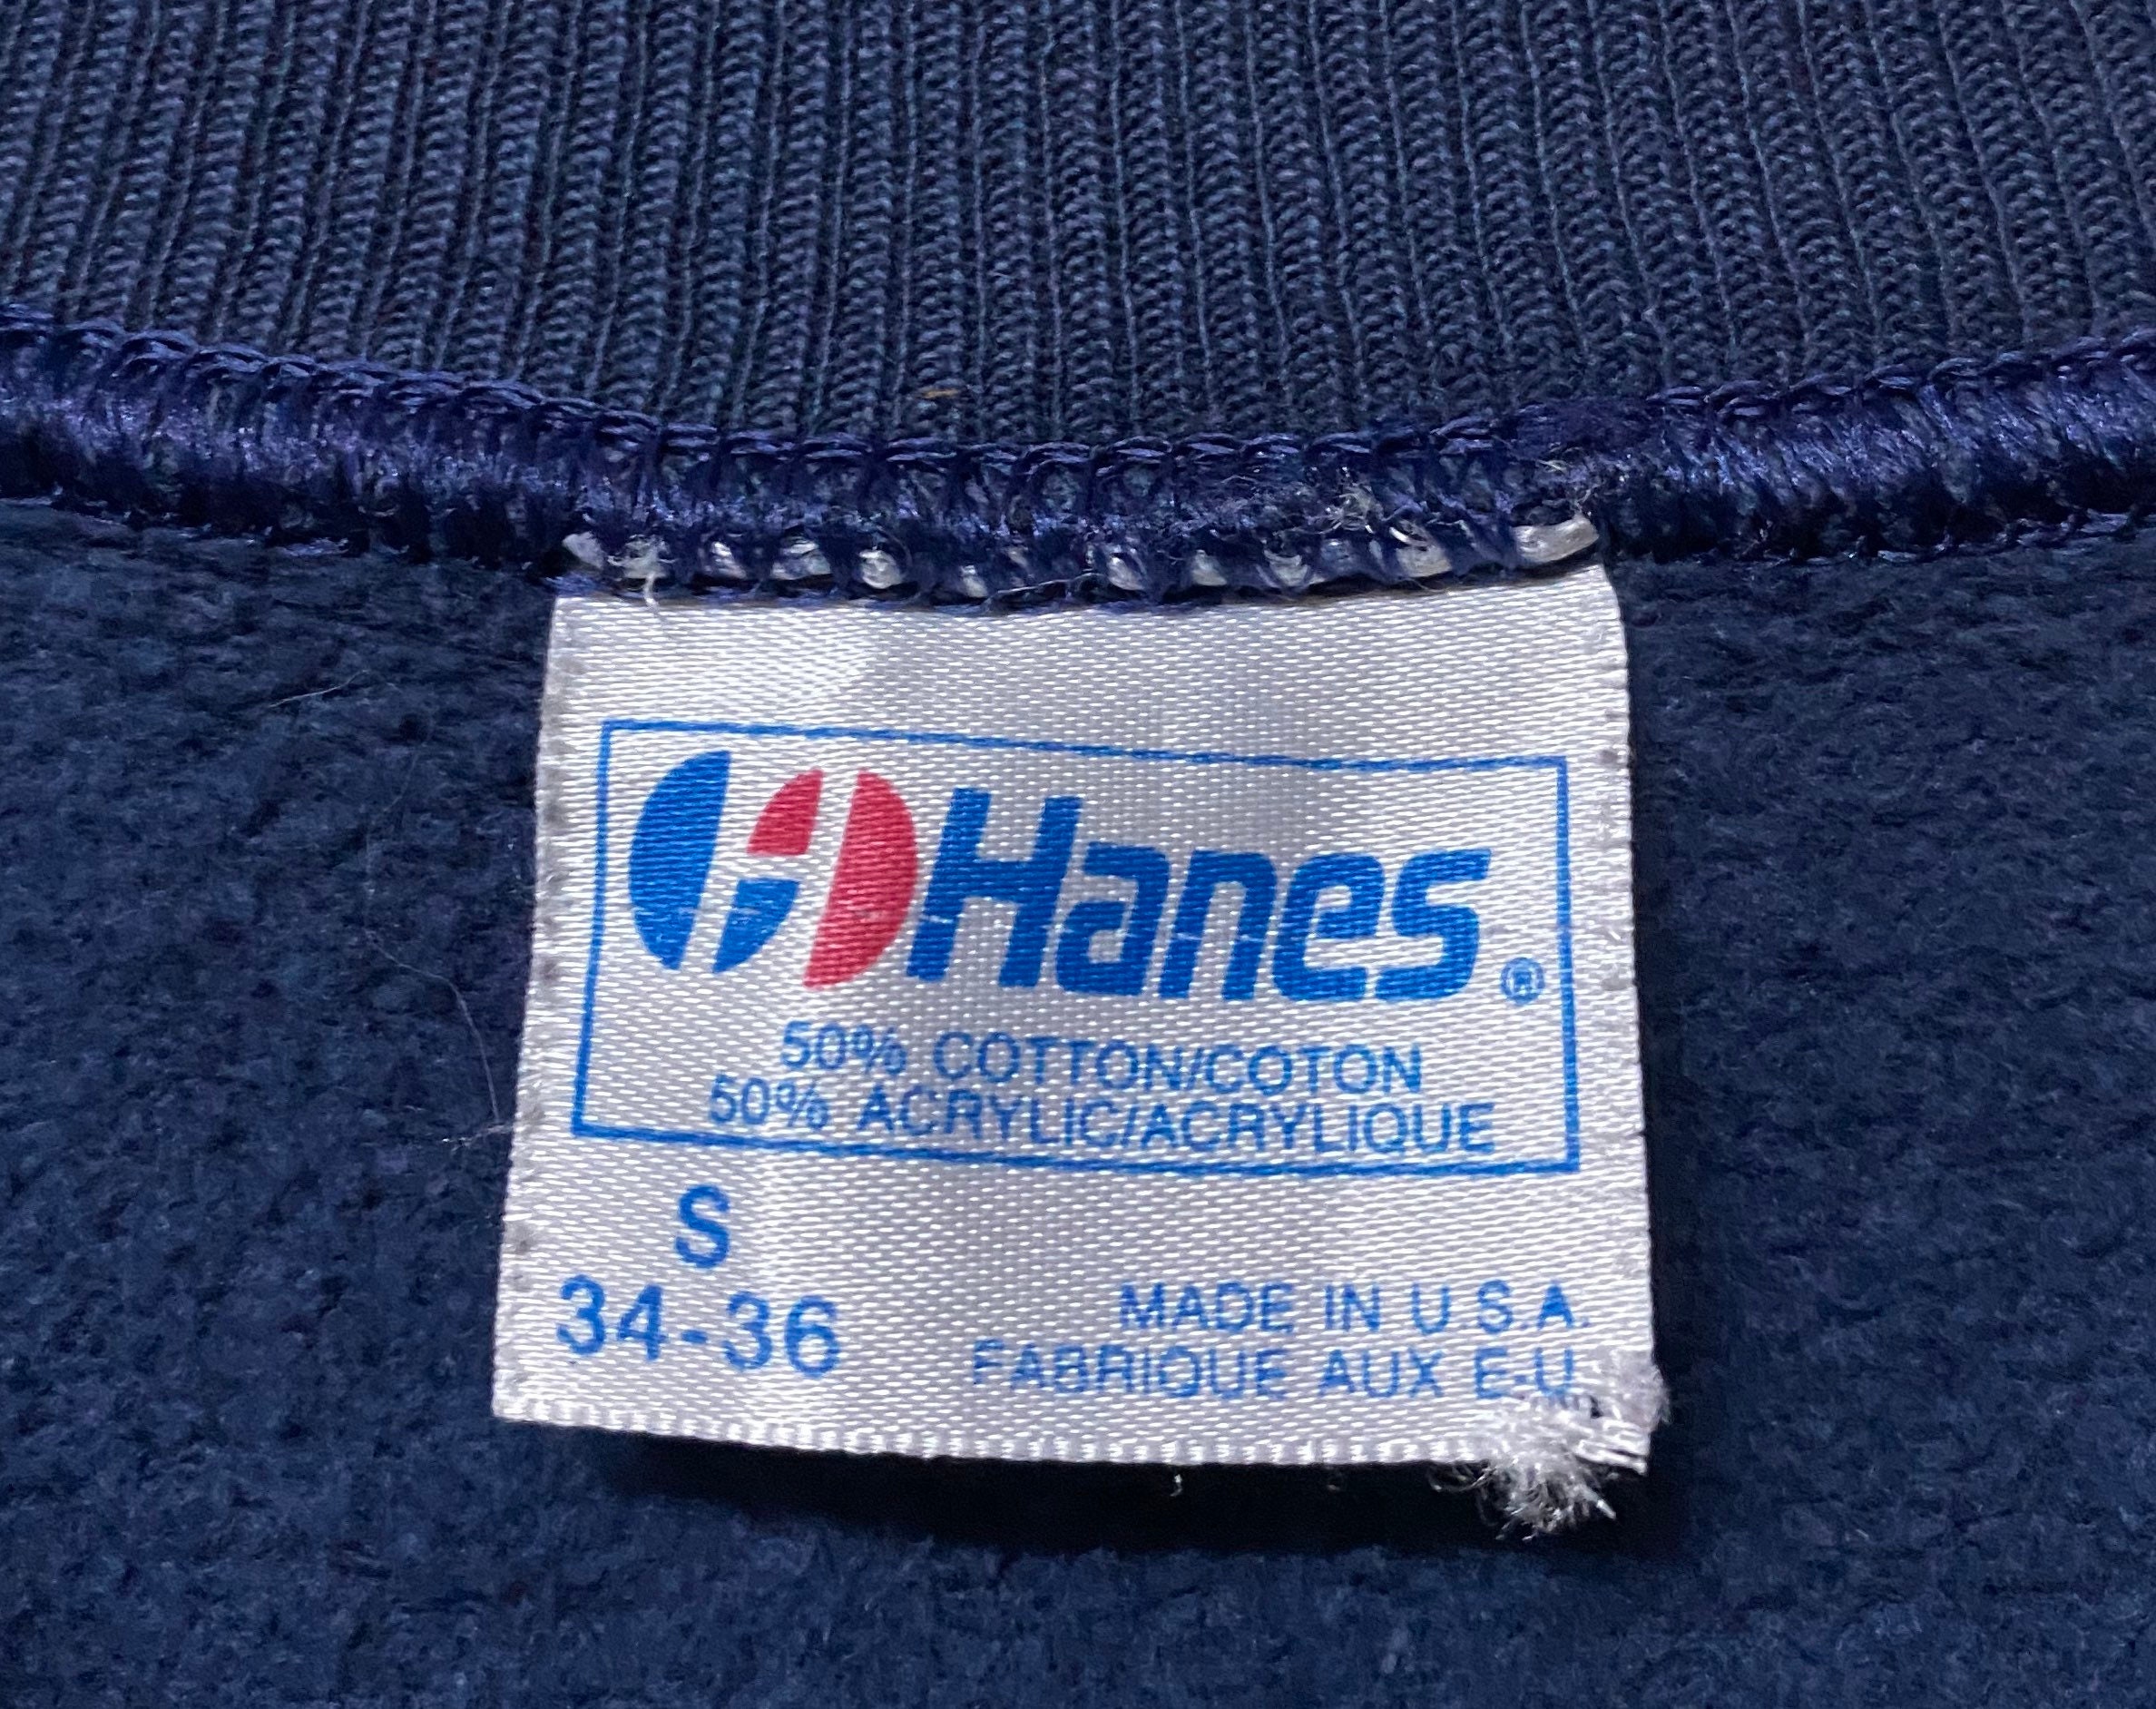 Hanes®
50% COTTON/COTON
50% ACRYLIC/ACRYLIQUE
S
34-36
MADE IN U.S.A.
FABRIQUE AUX E-U